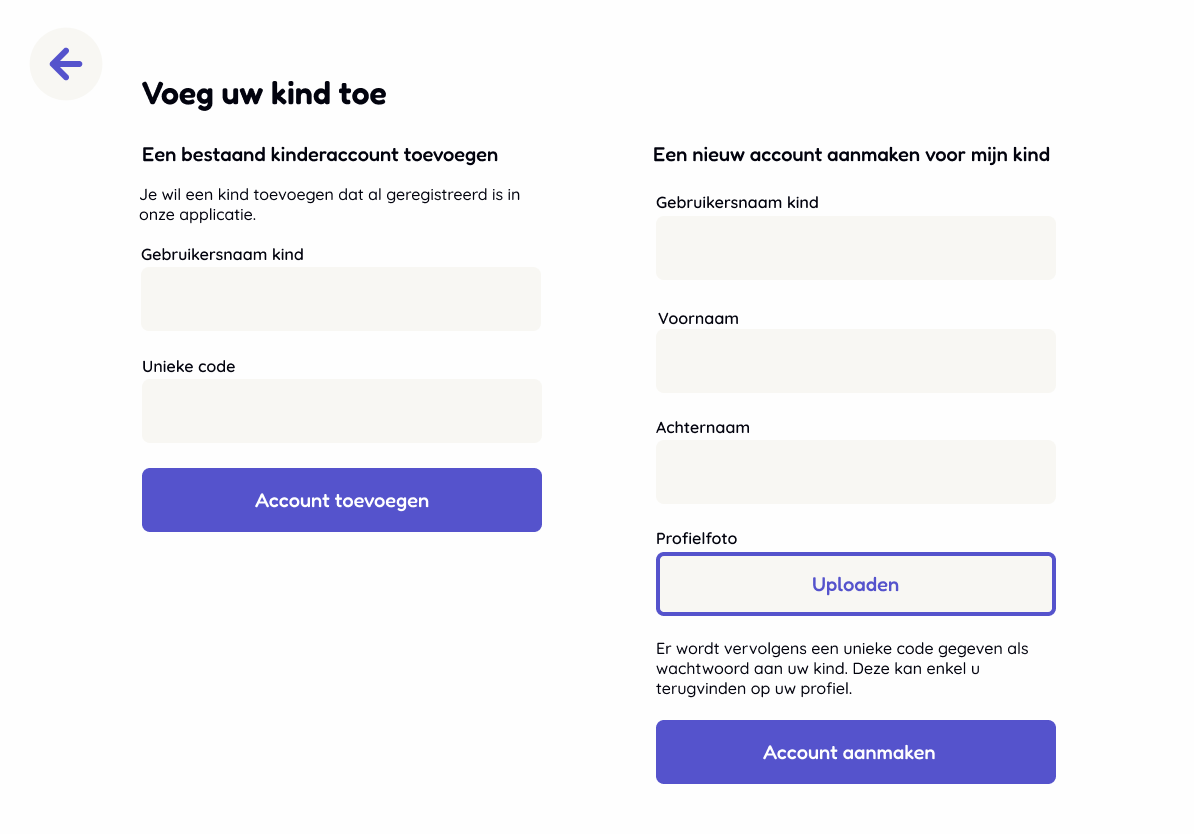 Voeg uw kind toe
Een bestaand kinderaccount toevoegen
Je wil een kind toevoegen dat al geregistreerd is in
onze applicatie.
Gebruikersnaam kind
Unieke code
Account toevoegen
Een nieuw account aanmaken voor mijn kind
Gebruikersnaam kind
Voornaam
Achternaam
Profielfoto
Uploaden
Er wordt vervolgens een unieke code gegeven als
wachtwoord aan uw kind. Deze kan enkel u
terugvinden op uw profiel.
Account aanmaken